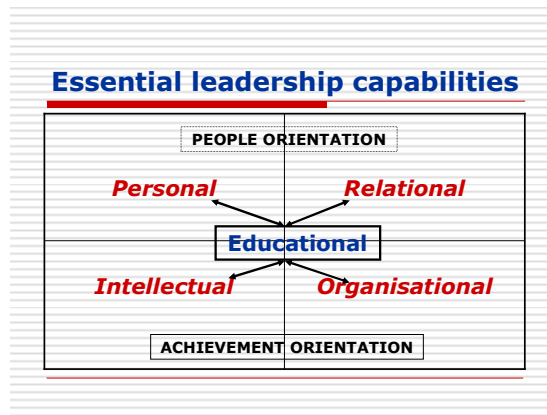 Essential leadership capabilities
PEOPLE ORIENTATION
Personal Relational
Educational
Intellectual Organisational
ACHIEVEMENT ORIENTATION